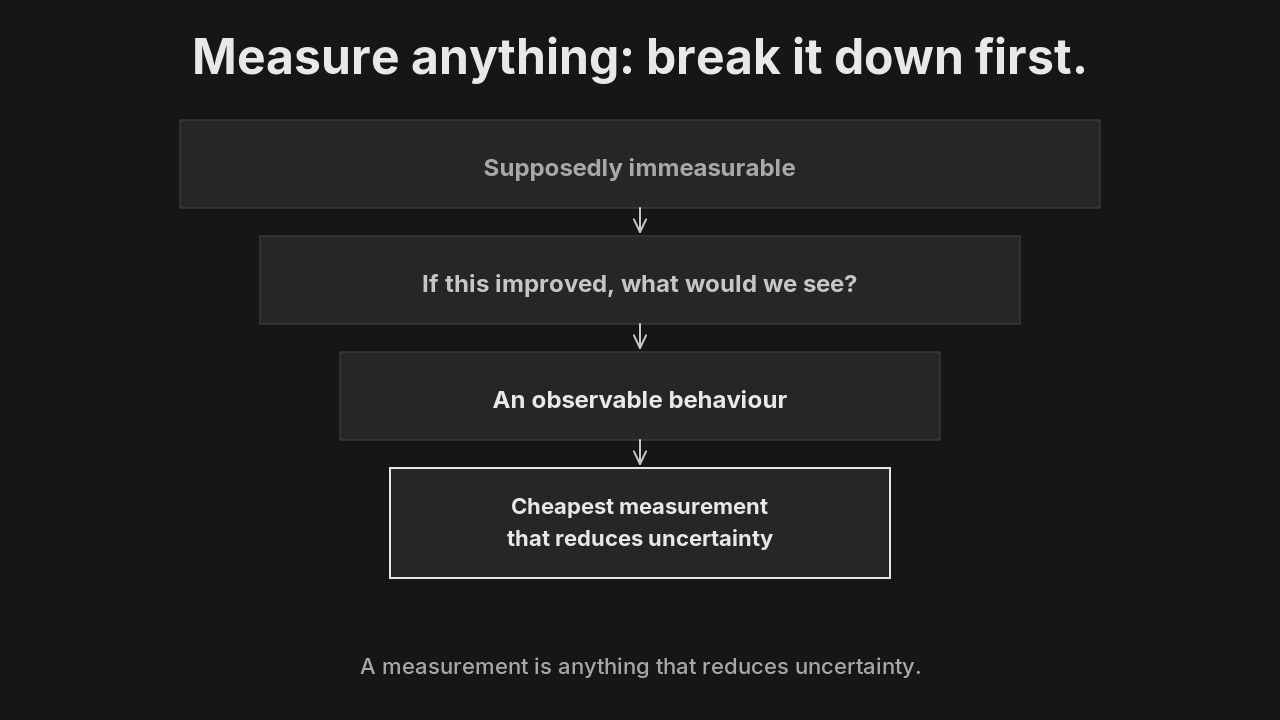 Measure anything: break it down first.
Supposedly immeasurable
If this improved, what would we see?
An observable behaviour
Cheapest measurement
that reduces uncertainty
A measurement is anything that reduces uncertainty.